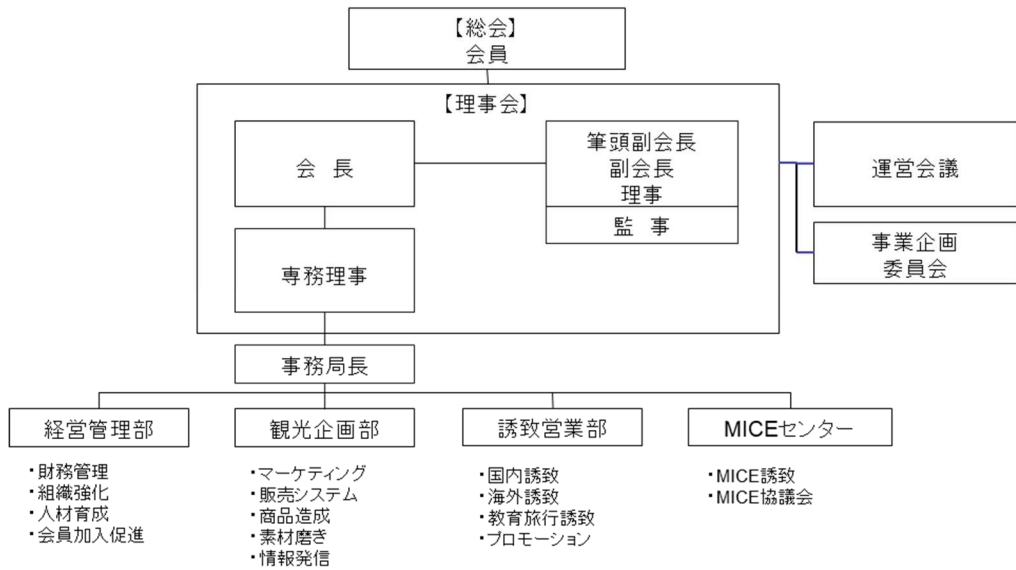 【総会】
会員
【理事会】
会 長
筆頭副会長
副会長
理事
監 事
専務理事
運営会議
事業企画
委員会
事務局長
経営管理部
・財務管理
・組織強化
・人材育成
・会員加入促進
観光企画部
・マーケティング
・販売システム
・商品造成
・素材磨き
・情報発信
誘致営業部
・国内誘致
・海外誘致
・教育旅行誘致
・プロモーション
MICEセンター
・MICE誘致
・MICE協議会